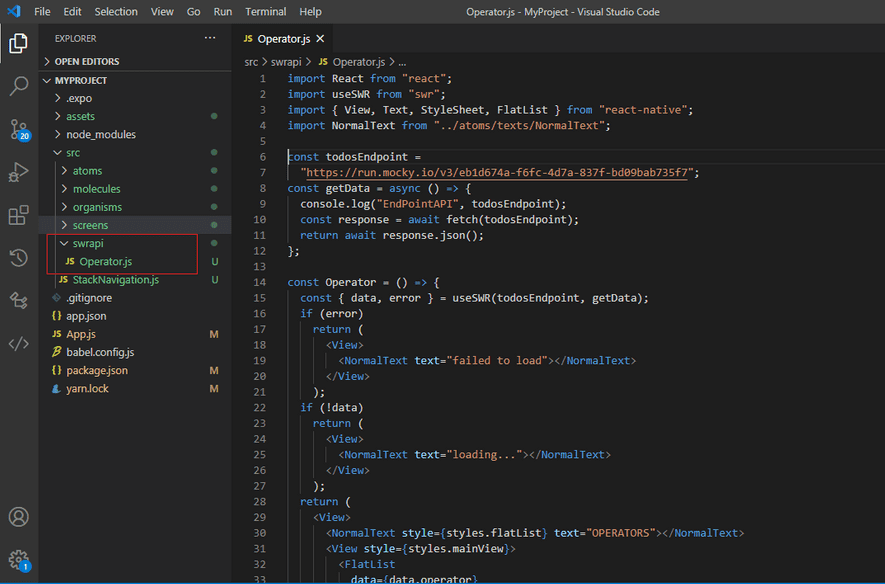 File Edit Selection View Go Run Terminal Help
Operator.js - MyProject - Visual Studio Code
EXPLORER
OPEN EDITORS
MYPROJECT
.expo
assets
node_modules
src
atoms
molecules
organisms
screens
swrapi
JS Operator.js U
JS StackNavigation.js U
.gitignore
{} app.json
JS App.js M
babel.config.js
{} package.json M
yarn.lock M
20
1
JS Operator.js
src > swrapi > JS Operator.js > ...
1 import React from "react";
2 import useSWR from "swr";
3 import { View, Text, StyleSheet, FlatList } from "react-native";
4 import NormalText from "../atoms/texts/NormalText";
5
6 const todosEndpoint =
7 "https://run.mocky.io/v3/eb1d674a-f6fc-4d7a-837f-bd09bab735f7";
8 const getData = async () => {
9 console.log("EndPointAPI", todosEndpoint);
10 const response = await fetch(todosEndpoint);
11 return await response.json();
12 };
13
14 const Operator = () => {
15 const { data, error } = useSWR(todosEndpoint, getData);
16 if (error)
17 return (
18 <View>
19 <NormalText text="failed to load"></NormalText>
20 </View>
21 );
22 if (!data)
23 return (
24 <View>
25 <NormalText text="loading..."></NormalText>
26 </View>
27 );
28 return (
29 <View>
30 <NormalText style={styles.flatList} text="OPERATORS"></NormalText>
31 <View style={styles.mainView}>
32 <FlatList
33 data={data.operator}